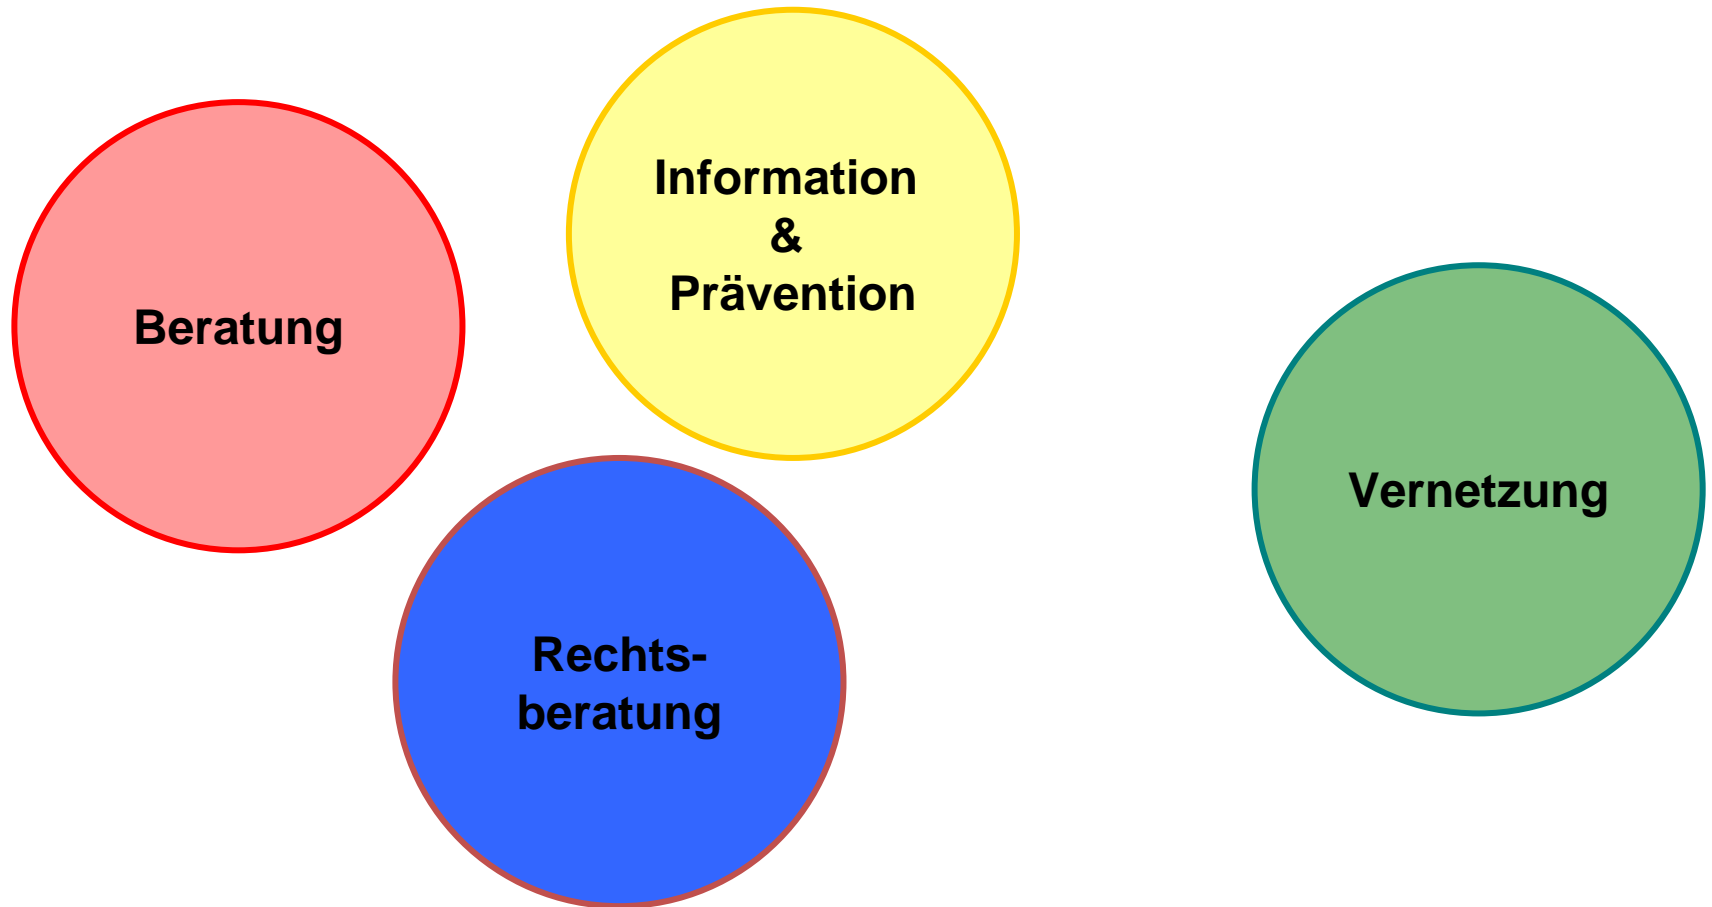 Information
&
Prävention
Beratung
Vernetzung
Rechts-
beratung